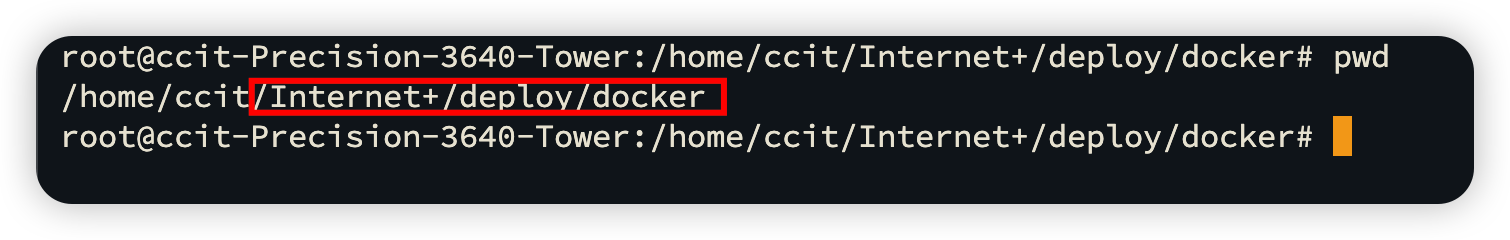 root@ccit-Precision-3640-Tower:/home/ccit/Internet+/deploy/docker# pwd
/home/ccit/Internet+/deploy/docker
root@ccit-Precision-3640-Tower:/home/ccit/Internet+/deploy/docker#